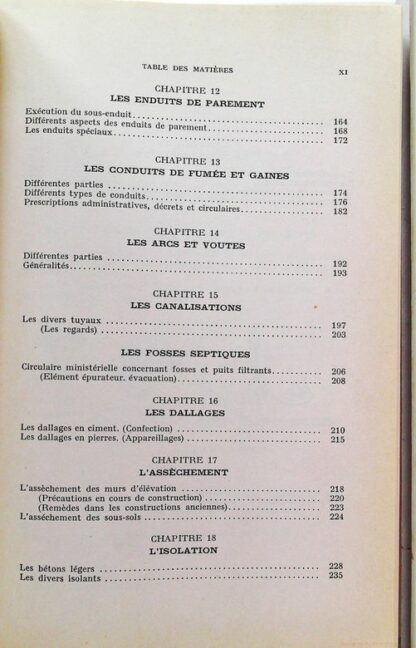 TABLE DES MATIÈRES XI
CHAPITRE 12
LES ENDUITS DE PAREMENT
Exécution du sous-enduit 164
Différents aspects des enduits de parement 168
Les enduits spéciaux 172
CHAPITRE 13
LES CONDUITS DE FUMÉE ET GAINES
Différentes parties 174
Différents types de conduits 176
Prescriptions administratives, décrets et circulaires 182
CHAPITRE 14
LES ARCS ET VOUTES
Différentes parties 192
Généralités 193
CHAPITRE 15
LES CANALISATIONS
Les divers tuyaux 197
(Les regards) 203
LES FOSSES SEPTIQUES
Circulaire ministérielle concernant fosses et puits filtrants 206
(Elément épurateur. évacuation) 208
CHAPITRE 16
LES DALLAGES
Les dallages en ciment. (Confection) 210
Les dallages en pierres. (Appareillages) 215
CHAPITRE 17
L'ASSÈCHEMENT
L'assèchement des murs d'élévation 218
(Précautions en cours de construction) 220
(Remèdes dans les constructions anciennes) 223
L'asséchement des sous-sols 224
CHAPITRE 18
L'ISOLATION
Les bétons légers 228
Les divers isolants 235